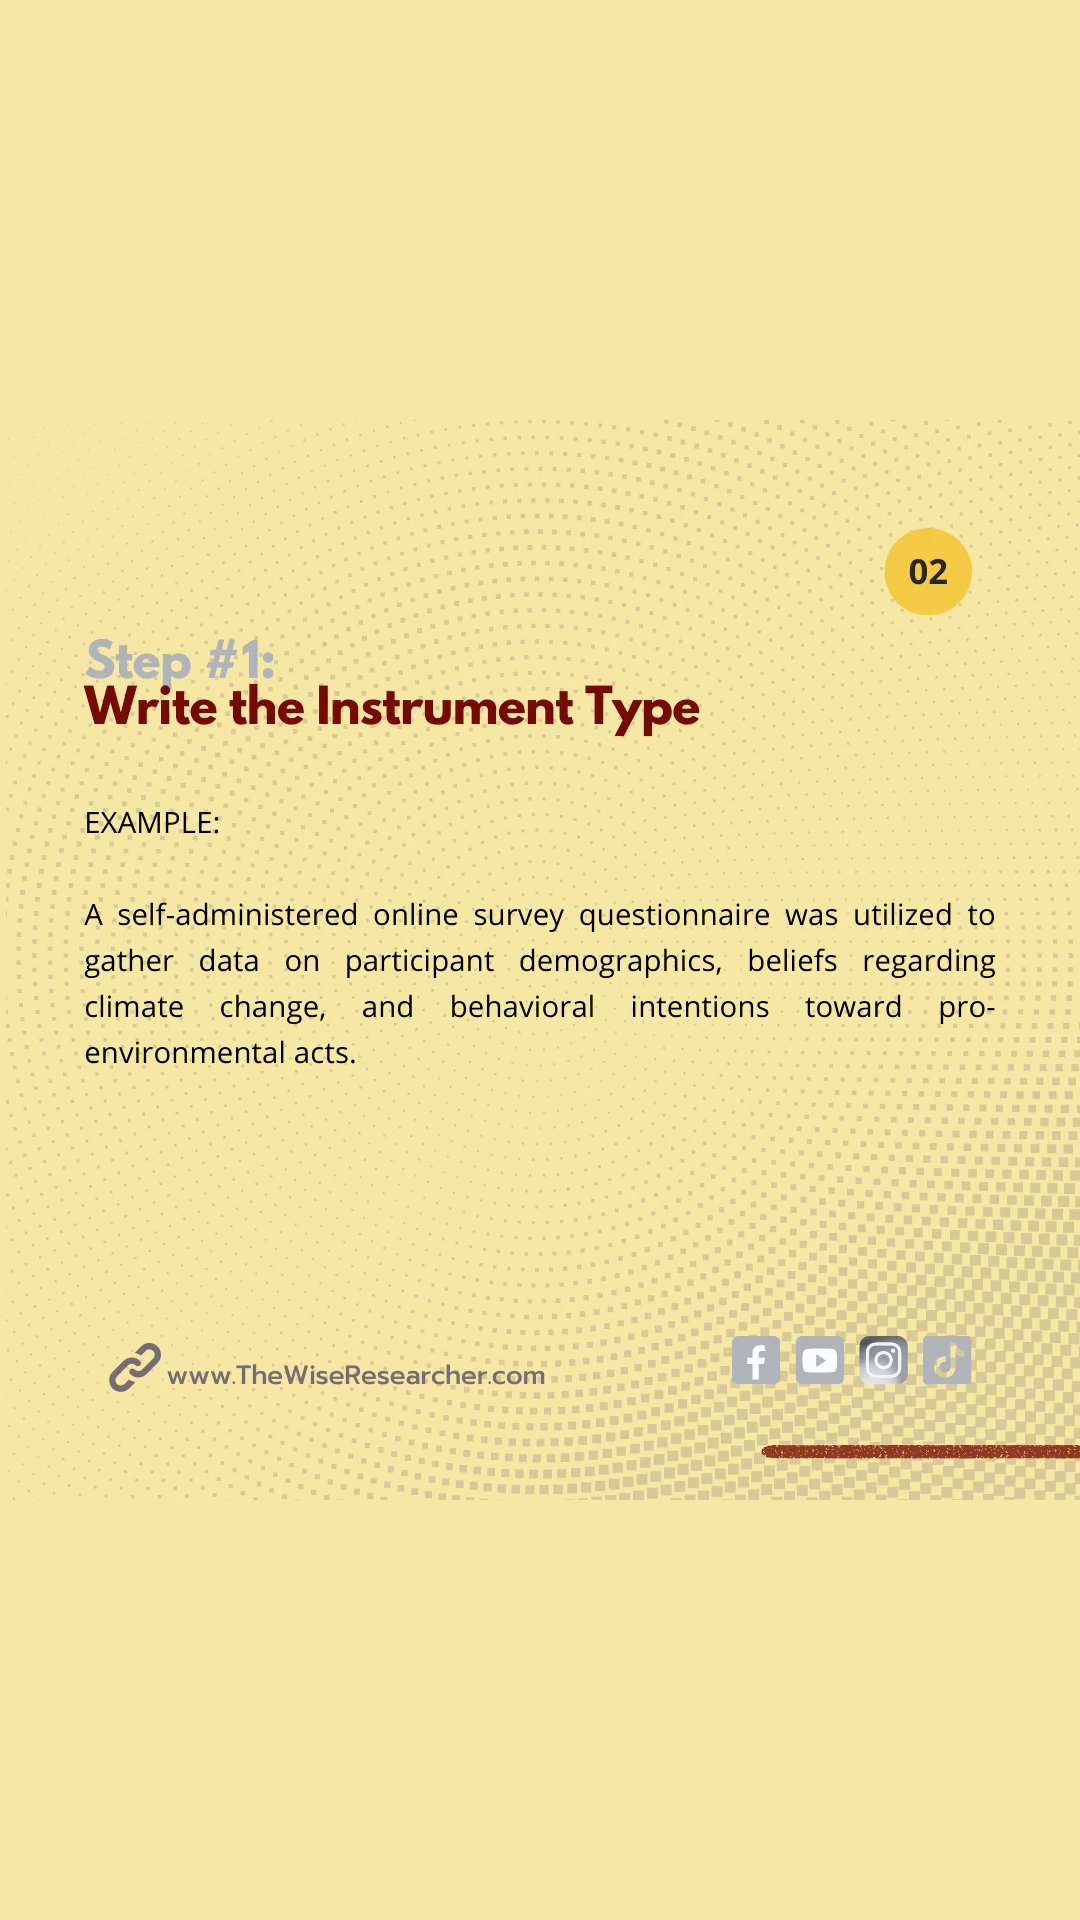 02
Step #1:
Write the Instrument Type
EXAMPLE:
A self-administered online survey questionnaire was utilized to
gather data on participant demographics, beliefs regarding
climate change, and behavioral intentions toward pro-
environmental acts.
www.TheWiseResearcher.com